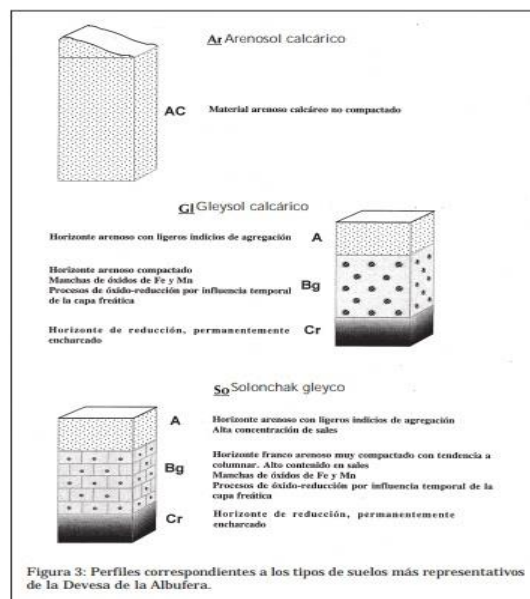 Ar Arenosol calcárico
AC
Material arenoso calcáreo no compactado
Gl Gleysol calcárico
Horizonte arenoso con ligeros indicios de agregación
A
Horizonte arenoso compactado
Manchas de óxidos de Fe y Mn
Procesos de óxido-reducción por influencia temporal
de la capa freática
Bg
Horizonte de reducción, permanentemente
encharcado
Cr
So Solonchak gleyco
A
Horizonte arenoso con ligeros indicios de agregación
Alta concentración de sales
Bg
Horizonte franco arenoso muy compactado con tendencia a
columnar. Alto contenido en sales
Manchas de óxidos de Fe y Mn
Procesos de óxido-reducción por influencia temporal de la
capa freática
Cr
Horizonte de reducción, permanentemente
encharcado
Figura 3: Perfiles correspondientes a los tipos de suelos más representativos
de la Devesa de la Albufera.